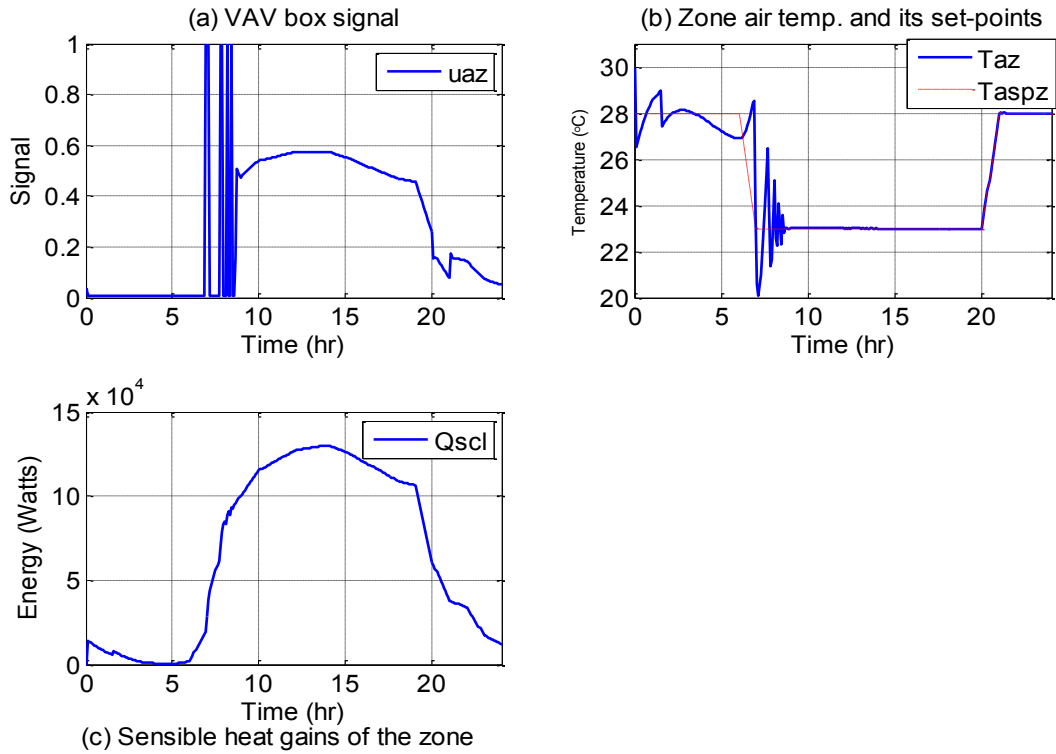 (a) VAV box signal
1
0.8
0.6
0.4
0.2
0
Signal
uaz
0 5 10 15 20
Time (hr)
(b) Zone air temp. and its set-points
30
28
26
24
22
20
Temperature (°C)
Taz
Taspz
0 5 10 15 20
Time (hr)
x 10⁴
15
10
5
0
Energy (Watts)
Qscl
0 5 10 15 20
Time (hr)
(c) Sensible heat gains of the zone